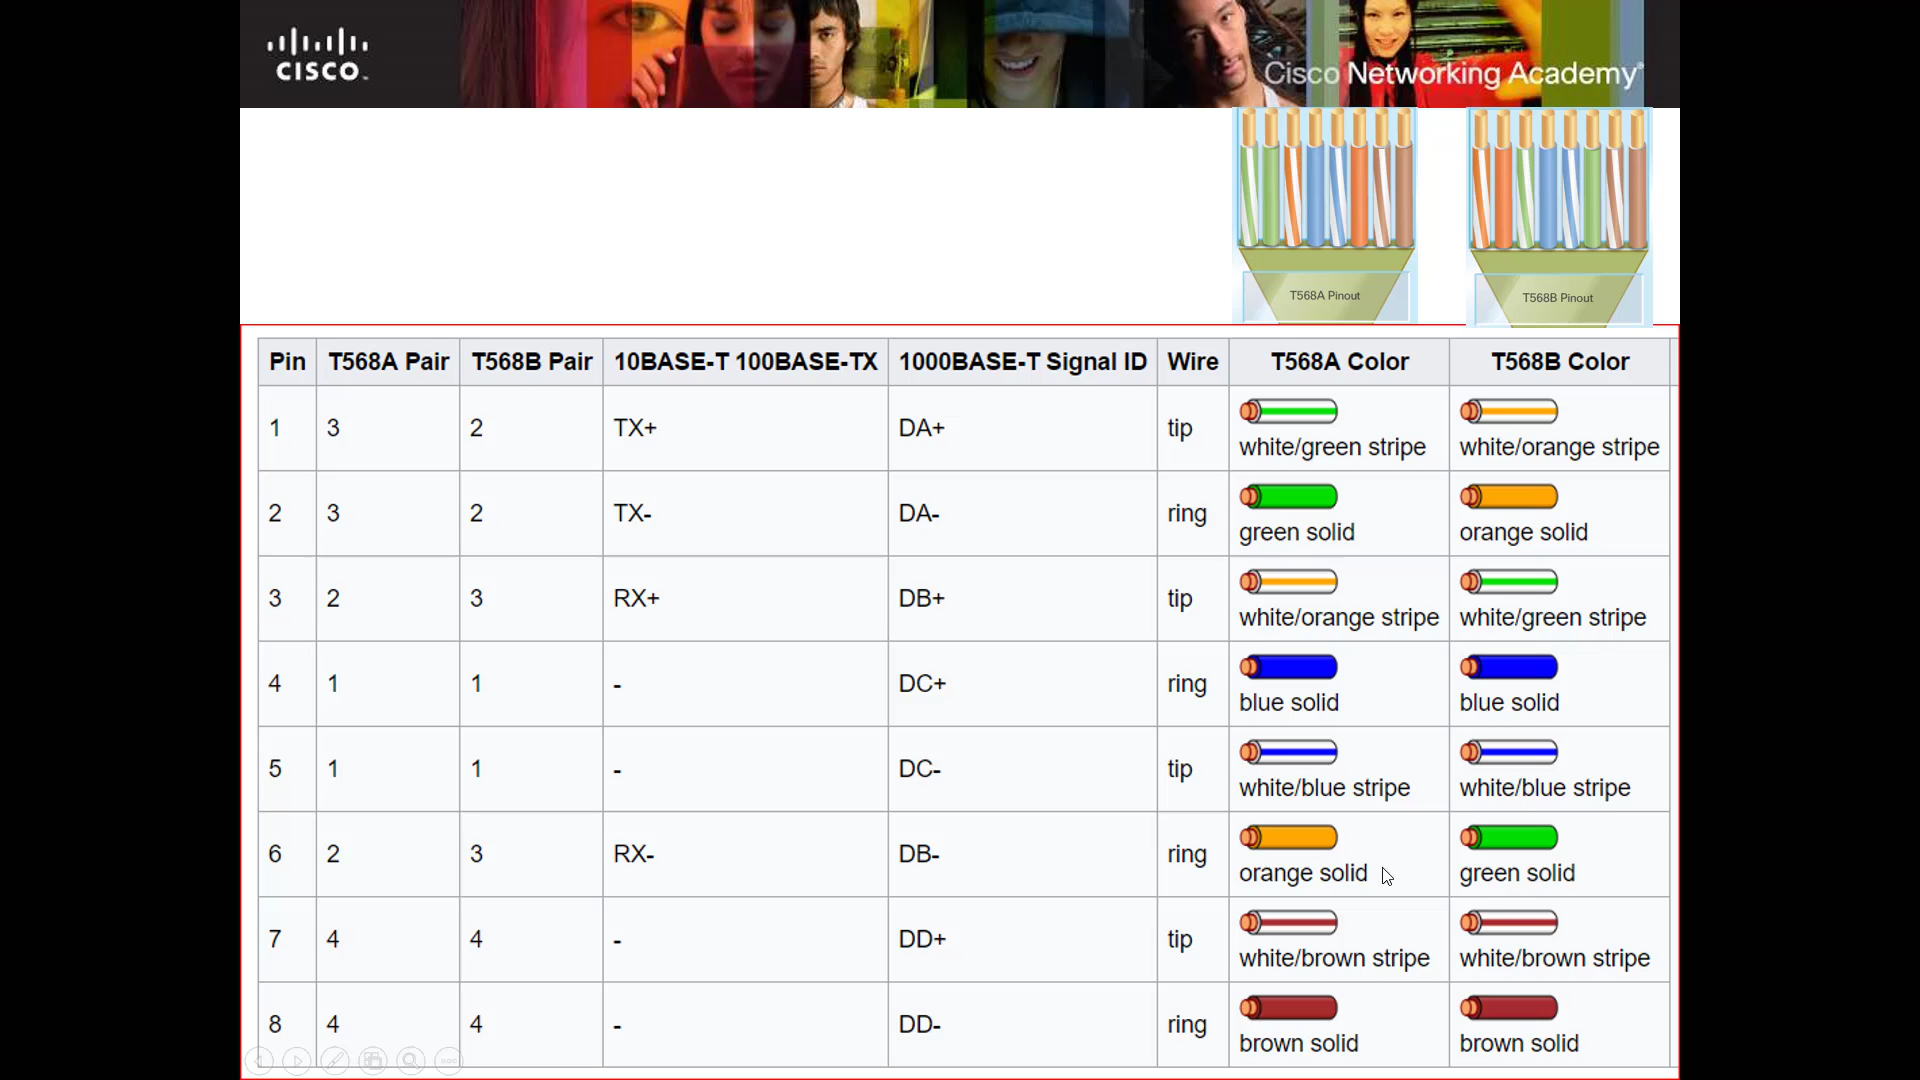 CISCO
Cisco Networking Academy
T568A Pinout
T568B Pinout
Pin T568A Pair T568B Pair 10BASE-T 100BASE-TX 1000BASE-T Signal ID Wire T568A Color T568B Color
1 3 2 TX+ DA+ tip white/green stripe white/orange stripe
2 3 2 TX- DA- ring green solid orange solid
3 2 3 RX+ DB+ tip white/orange stripe white/green stripe
4 1 1 - DC+ ring blue solid blue solid
5 1 1 - DC- tip white/blue stripe white/blue stripe
6 2 3 RX- DB- ring orange solid green solid
7 4 4 - DD+ tip white/brown stripe white/brown stripe
8 4 4 - DD- ring brown solid brown solid